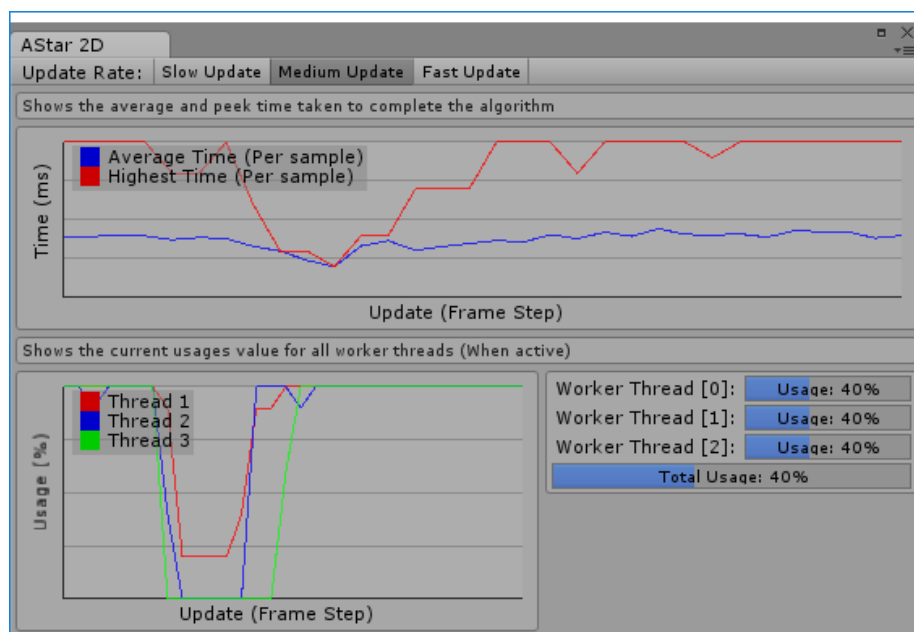 AStar 2D
Update Rate: Slow Update Medium Update Fast Update
Shows the average and peek time taken to complete the algorithm
Average Time (Per sample)
Highest Time (Per sample)
Time (ms)
Update (Frame Step)
Shows the current usages value for all worker threads (When active)
Thread 1
Thread 2
Thread 3
Usage (%)
Update (Frame Step)
Worker Thread [0]: Usage: 40%
Worker Thread [1]: Usage: 40%
Worker Thread [2]: Usage: 40%
Total Usage: 40%